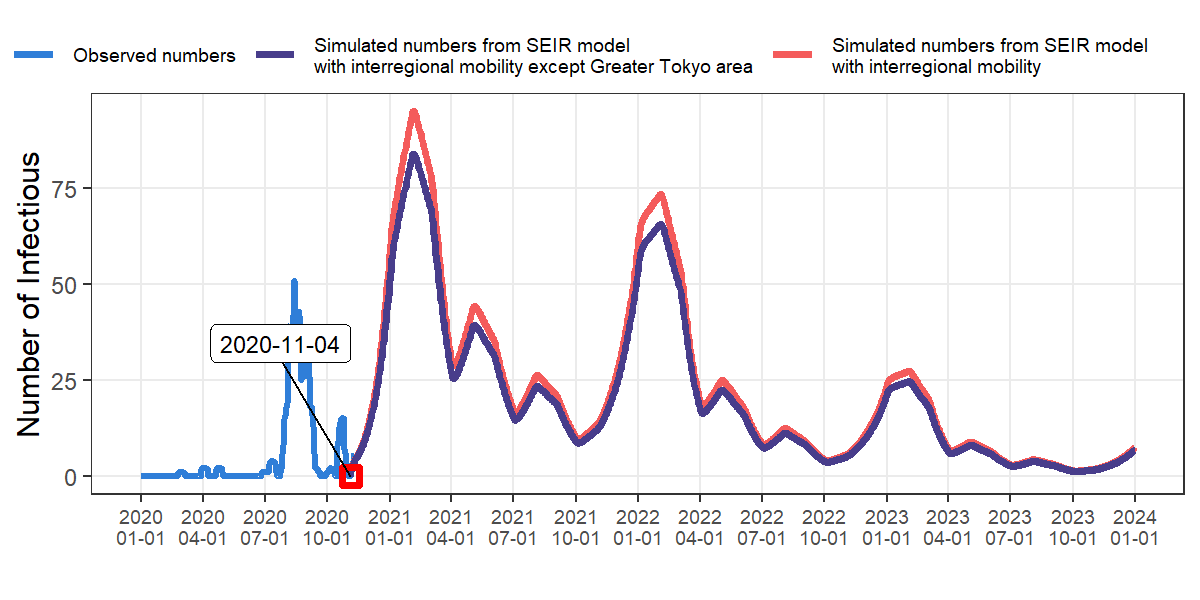 Observed numbers
Simulated numbers from SEIR model
with interregional mobility except Greater Tokyo area
Simulated numbers from SEIR model
with interregional mobility
Number of Infectious
75
50
25
0
2020-11-04
2020 2020 2020 2020 2021 2021 2021 2021 2022 2022 2022 2022 2023 2023 2023 2023 2024
01-01 04-01 07-01 10-01 01-01 04-01 07-01 10-01 01-01 04-01 07-01 10-01 01-01 04-01 07-01 10-01 01-01